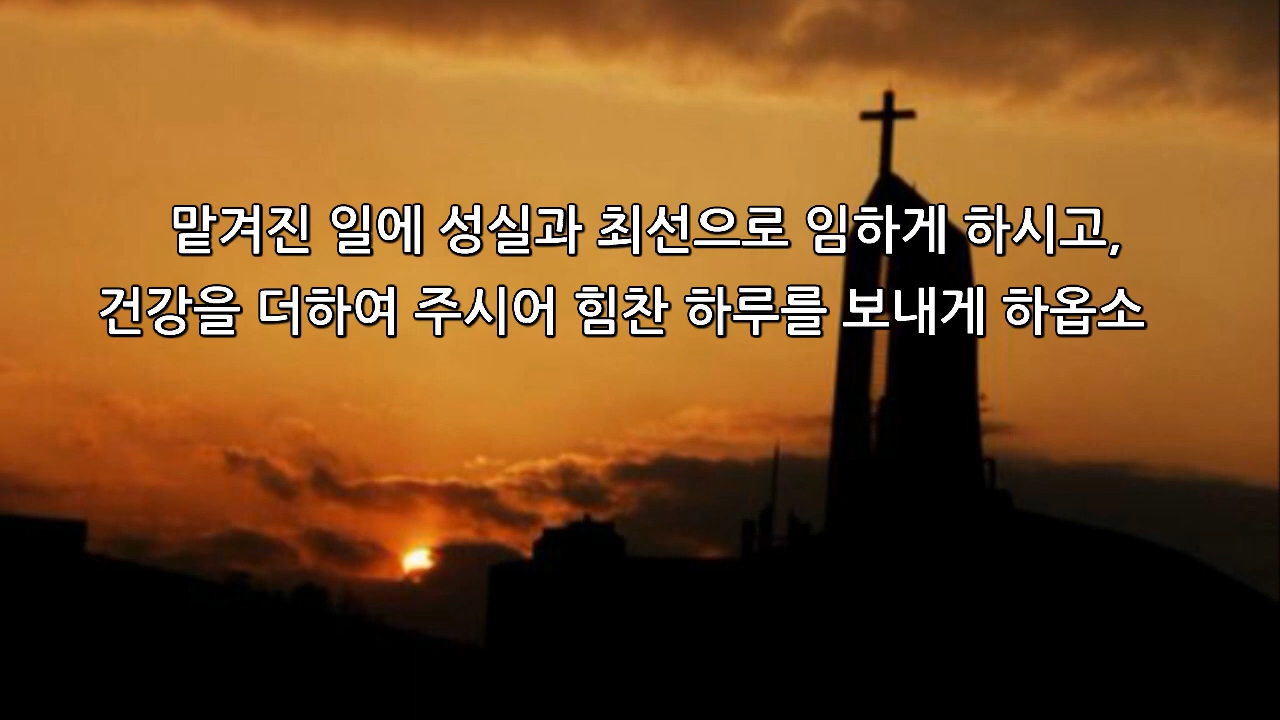 맡겨진 일에 성실과 최선으로 임하게 하시고,
건강을 더하여 주시어 힘찬 하루를 보내게 하옵소